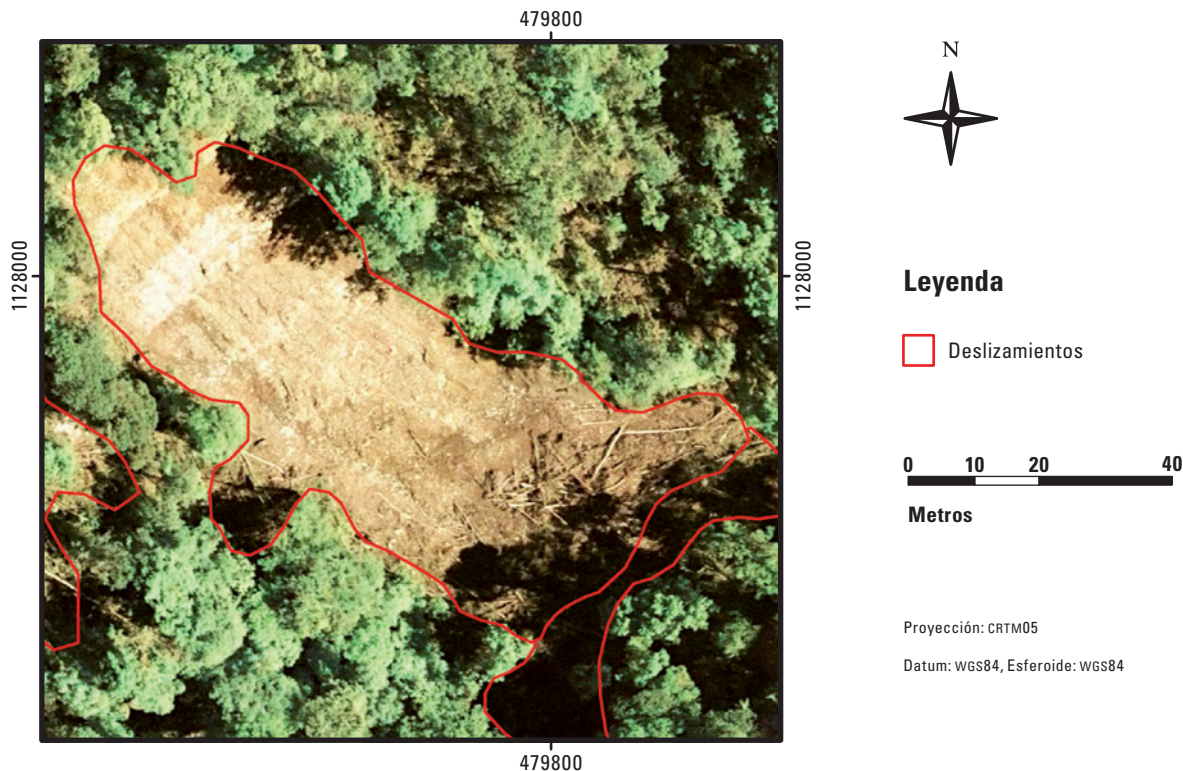 479800
N
1128000
1128000
Leyenda
Deslizamientos
0 10 20 40
Metros
Proyección: CRTM05
Datum: WGS84, Esferoide: WGS84
479800